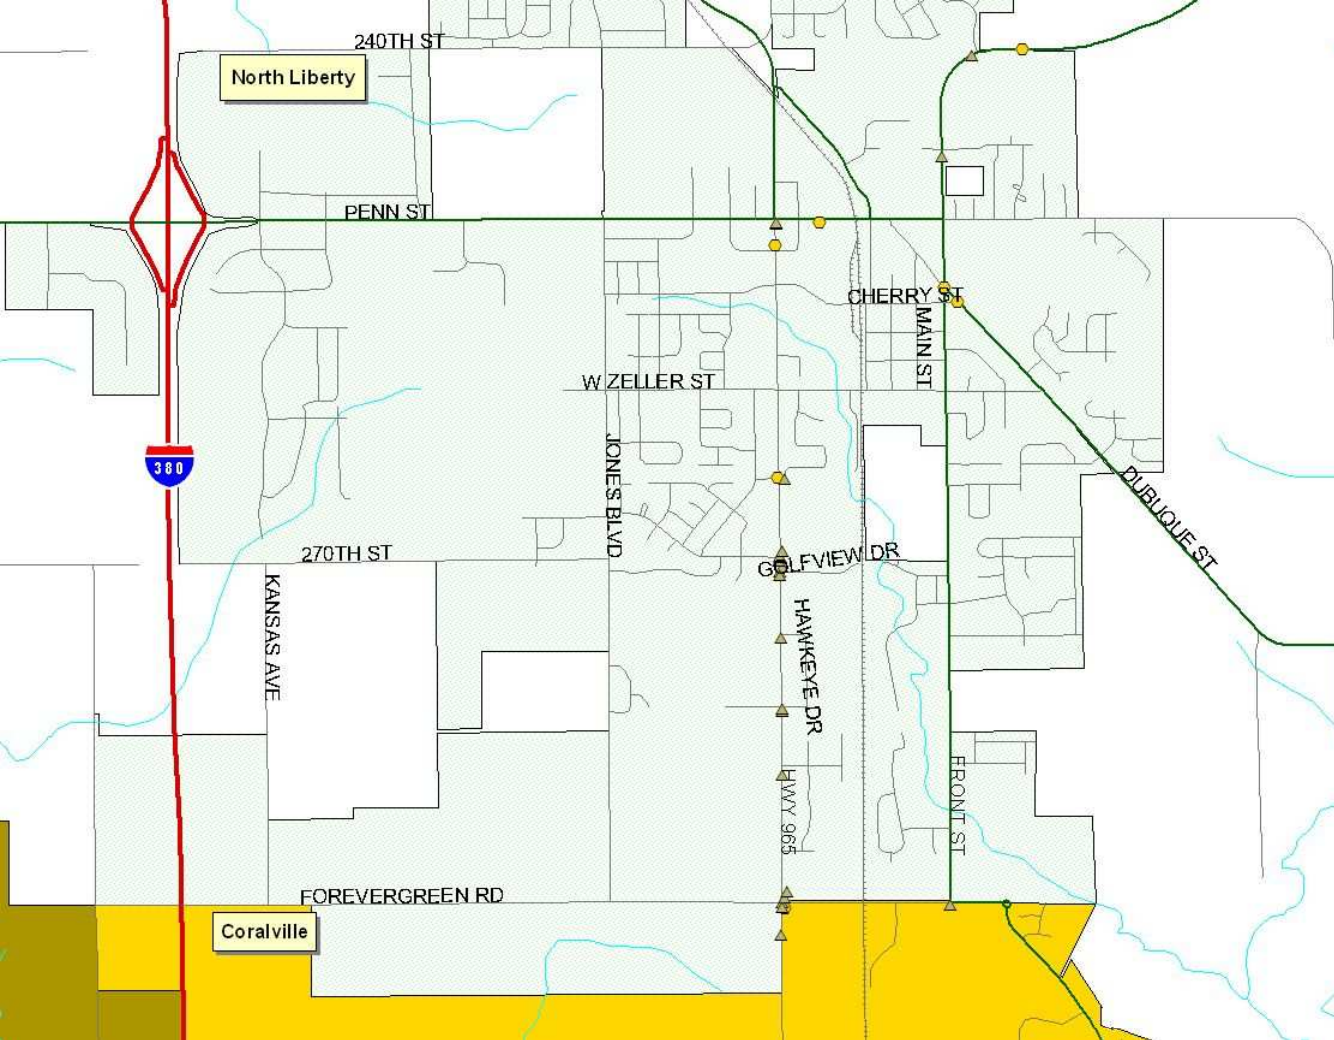 240TH ST
North Liberty
PENN ST
CHERRY ST
MAIN ST
W ZELLER ST
380
JONES BLVD
DUBUQUE ST
270TH ST
GOLFVIEW DR
KANSAS AVE
HAWKEYE DR
FRONT ST
HWY 965
FOREVERGREEN RD
Coralville